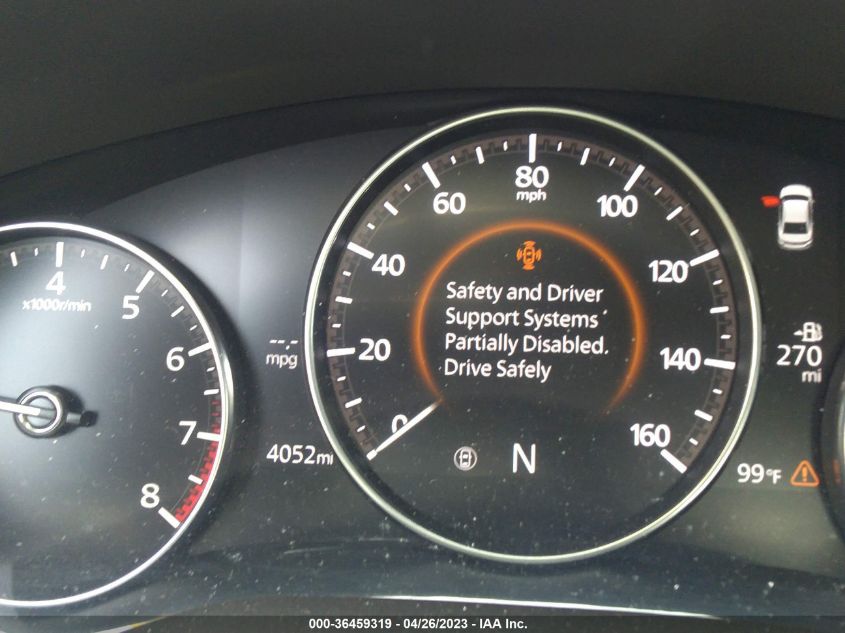 80
mph
60
100
4
x1000r/min
5
40
120
Safety and Driver
Support Systems
Partially Disabled.
Drive Safely
--.-
mpg
6
20
140
270
mi
7
0
160
4052mi
N
99°F
8
000-36459319 - 04/26/2023 - IAA Inc.